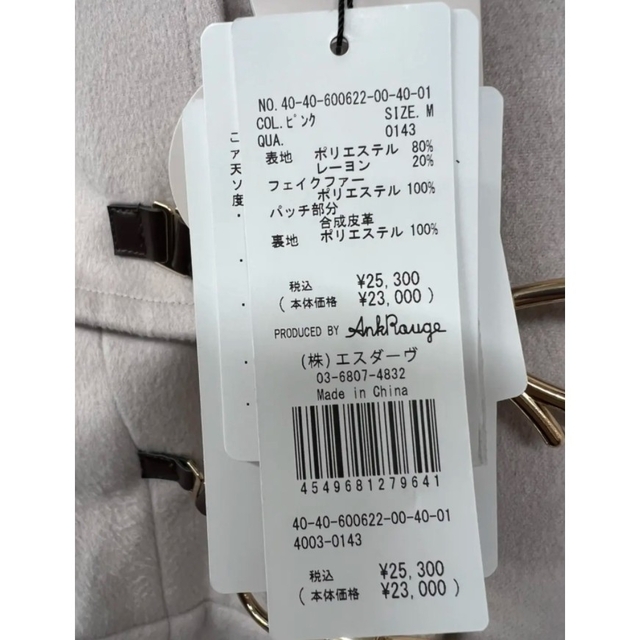 NO. 40-40-600622-00-40-01
COL. ピンク SIZE. M
QUA. 0143
表地 ポリエステル 80%
レーヨン 20%
フェイクファー
ポリエステル 100%
パッチ部分
合成皮革
裏地 ポリエステル 100%
税込 ¥25,300
( 本体価格 ¥23,000 )
PRODUCED BY AnkRouge
(株) エスダーヴ
03-6807-4832
Made in China
4549681279641
40-40-600622-00-40-01
4003-0143
税込 ¥25,300
( 本体価格 ¥23,000 )